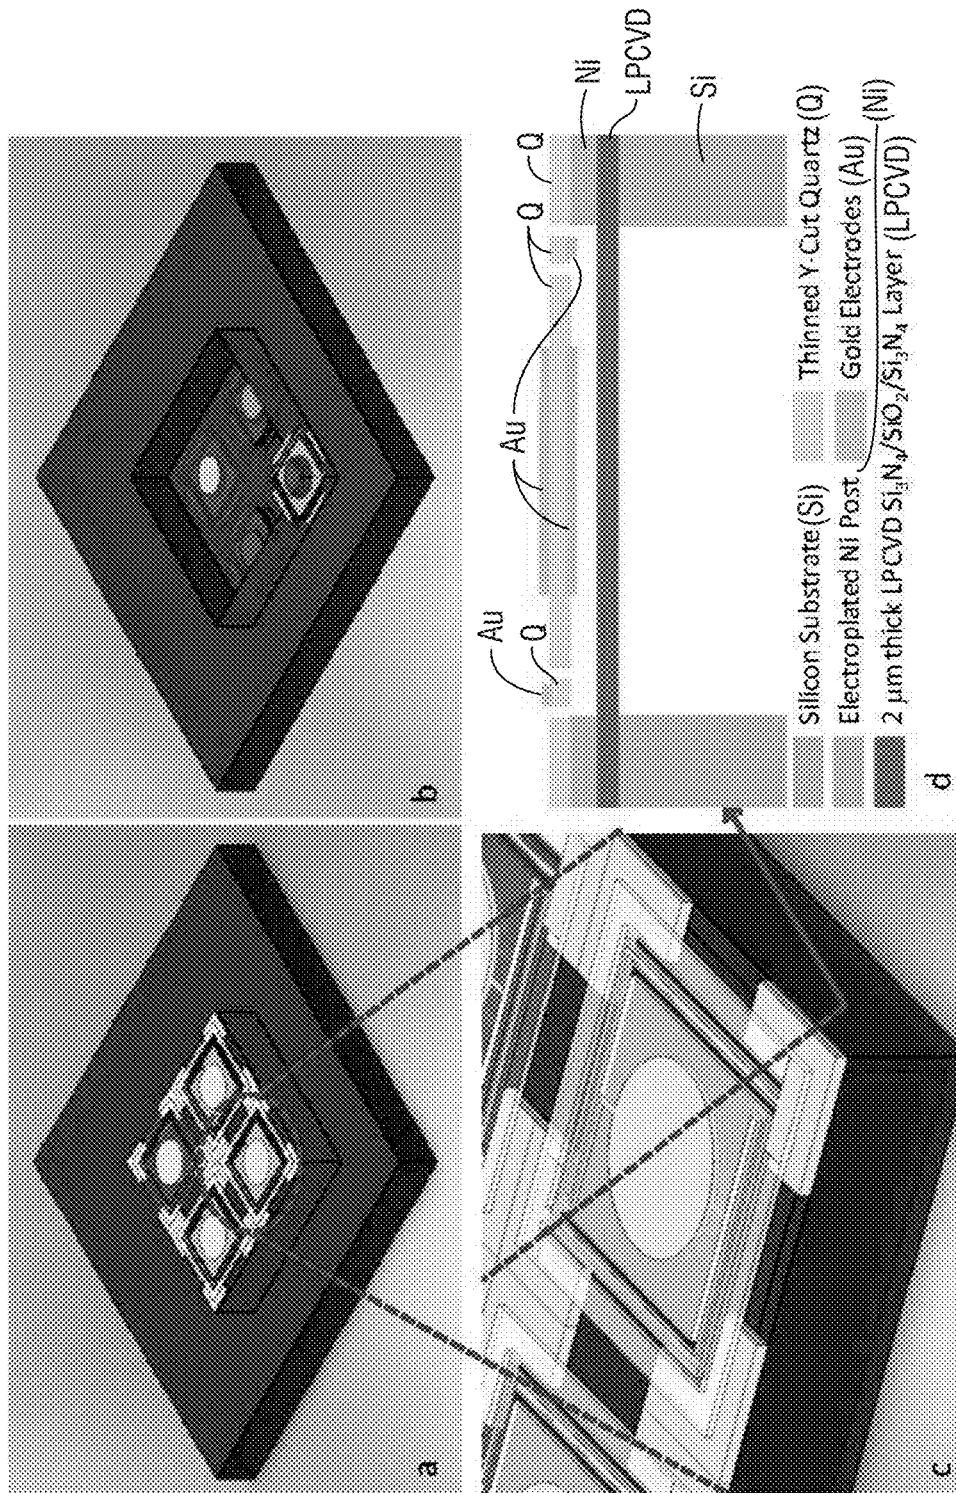 a
b
c
Au
Q
Au
Q
Q
Ni
LPCVD
Si
Silicon Substrate (Si)
Thinned Y-Cut Quartz (Q)
Electroplated Ni Post
Gold Electrodes (Au)
(Ni)
2 μm thick LPCVD Si₃N₄/SiO₂/Si₃N₄ Layer (LPCVD)
d